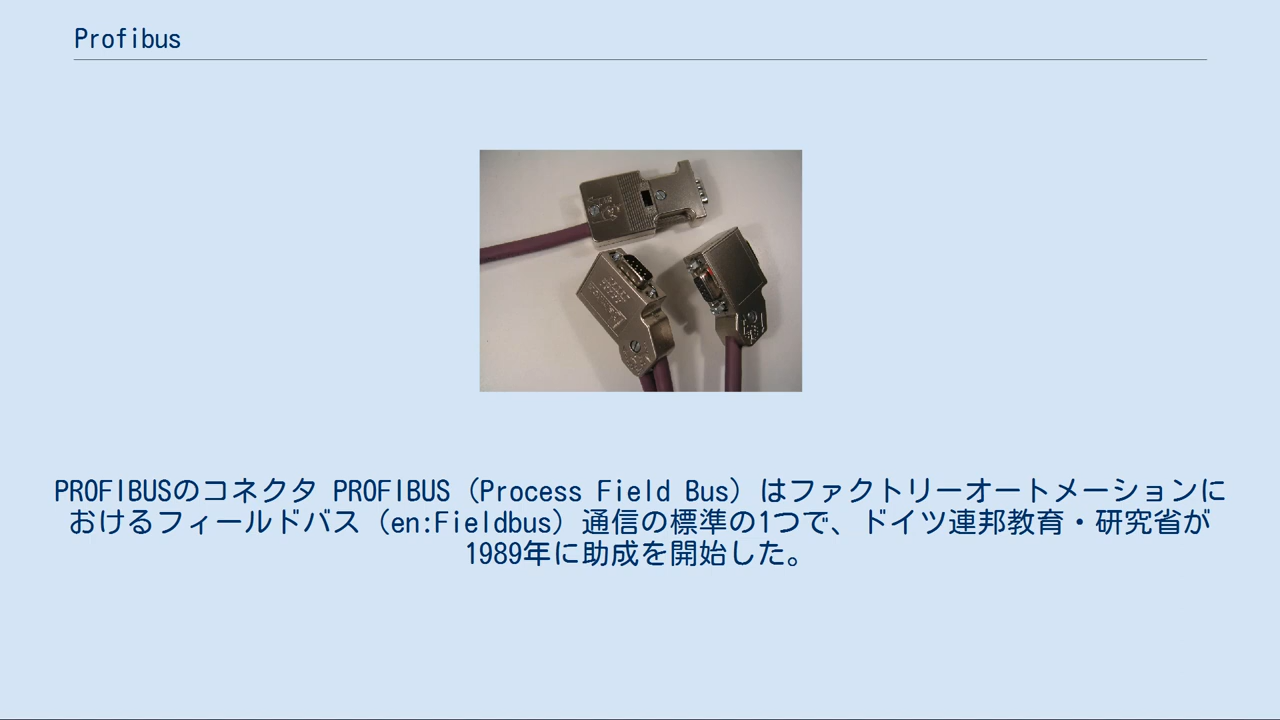 Profibus
PROFIBUSのコネクタ PROFIBUS（Process Field Bus）はファクトリーオートメーションに
おけるフィールドバス（en:Fieldbus）通信の標準の1つで、ドイツ連邦教育・研究省が
1989年に助成を開始した。